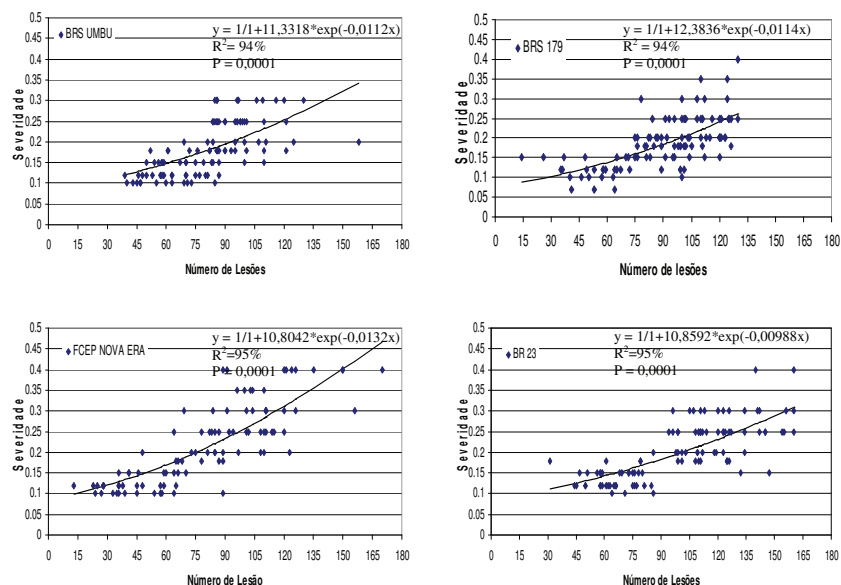 BRS UMBU
y = 1/1+11,3318*exp(-0,0112x)
R²= 94%
P = 0,0001
Severidade
0.5
0.45
0.4
0.35
0.3
0.25
0.2
0.15
0.1
0.05
0
0 15 30 45 60 75 90 105 120 135 150 165 180
Número de Lesões
BRS 179
y = 1/1+12,3836*exp(-0,0114x)
R² = 94%
P = 0,0001
Severidade
0.5
0.45
0.4
0.35
0.3
0.25
0.2
0.15
0.1
0.05
0
0 15 30 45 60 75 90 105 120 135 150 165 180
Número de lesões
FCEP NOVA ERA
y = 1/1+10,8042*exp(-0,0132x)
R²=95%
P = 0,0001
Severidade
0.5
0.45
0.4
0.35
0.3
0.25
0.2
0.15
0.1
0.05
0
0 15 30 45 60 75 90 105 120 135 150 165 180
Número de Lesão
BR 23
y = 1/1+10,8592*exp(-0,00988x)
R²=95%
P = 0,0001
Severidade
0.5
0.45
0.4
0.35
0.3
0.25
0.2
0.15
0.1
0.05
0
0 15 30 45 60 75 90 105 120 135 150 165 180
Número de Lesões